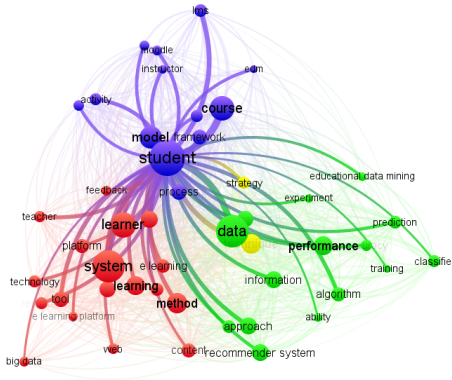 lms
moodle
instructor
edm
activity
course
model
framework
student
process
strategy
educational data mining
feedback
experiment
teacher
learner
data
prediction
platform
performance
classifie
system
e learning
training
technology
learning
information
tool
method
algorithm
e learning platform
ability
approach
web
content
recommender system
big data